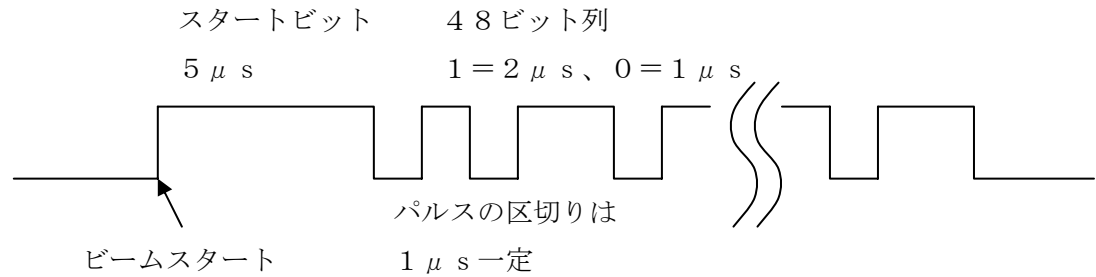 スタートビット　４８ビット列
５μｓ　１＝２μｓ、０＝１μｓ
パルスの区切りは
ビームスタート　１μｓ一定